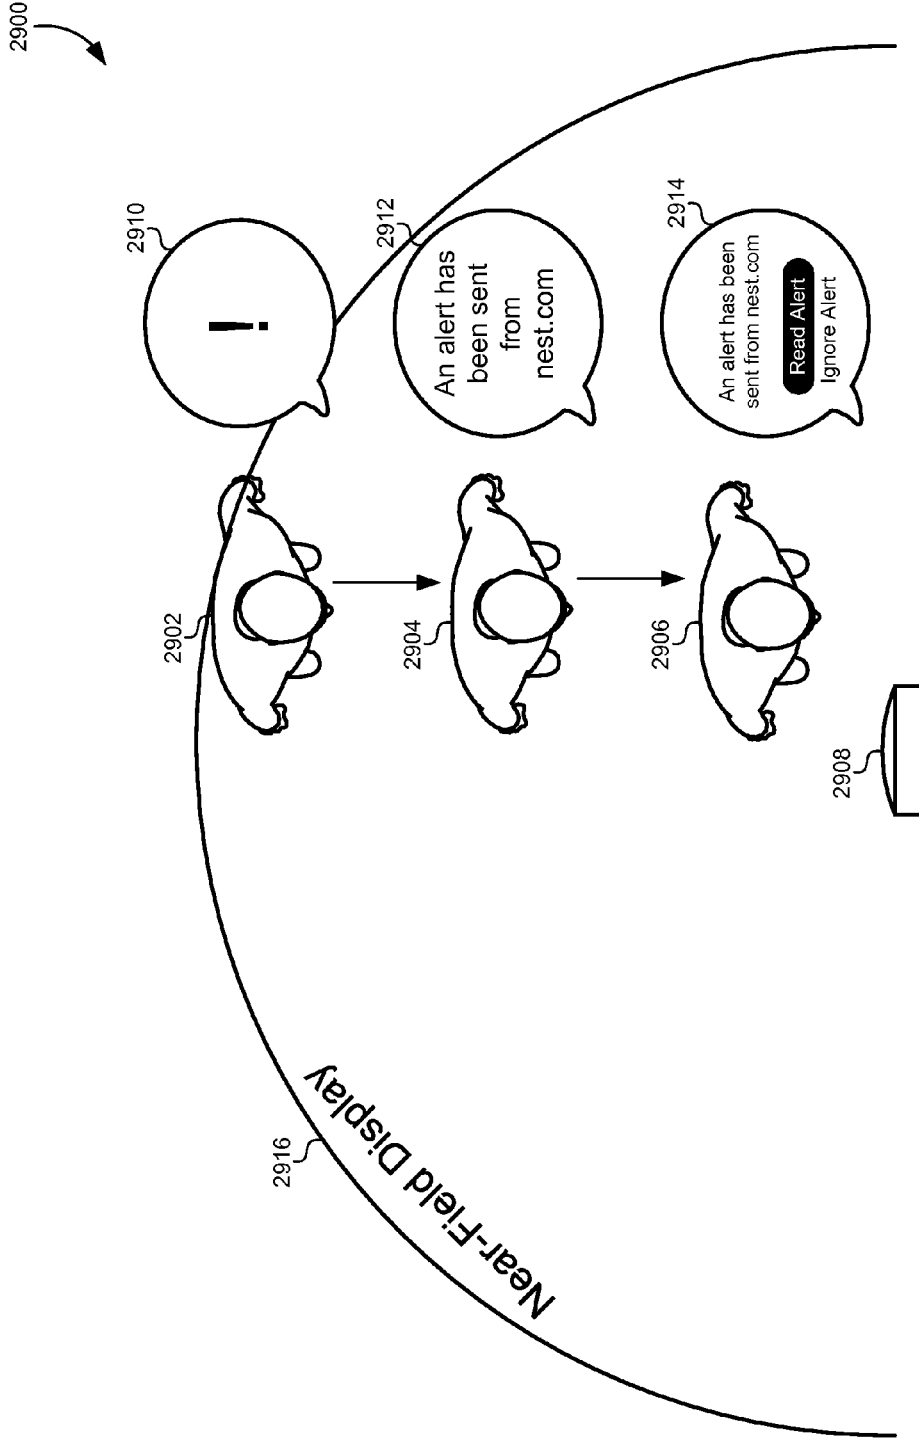 2900
2910
!
2902
2912
An alert has
been sent
from
nest.com
2904
2914
An alert has been
sent from nest.com
Read Alert
Ignore Alert
2906
2908
2916
Near-Field Display